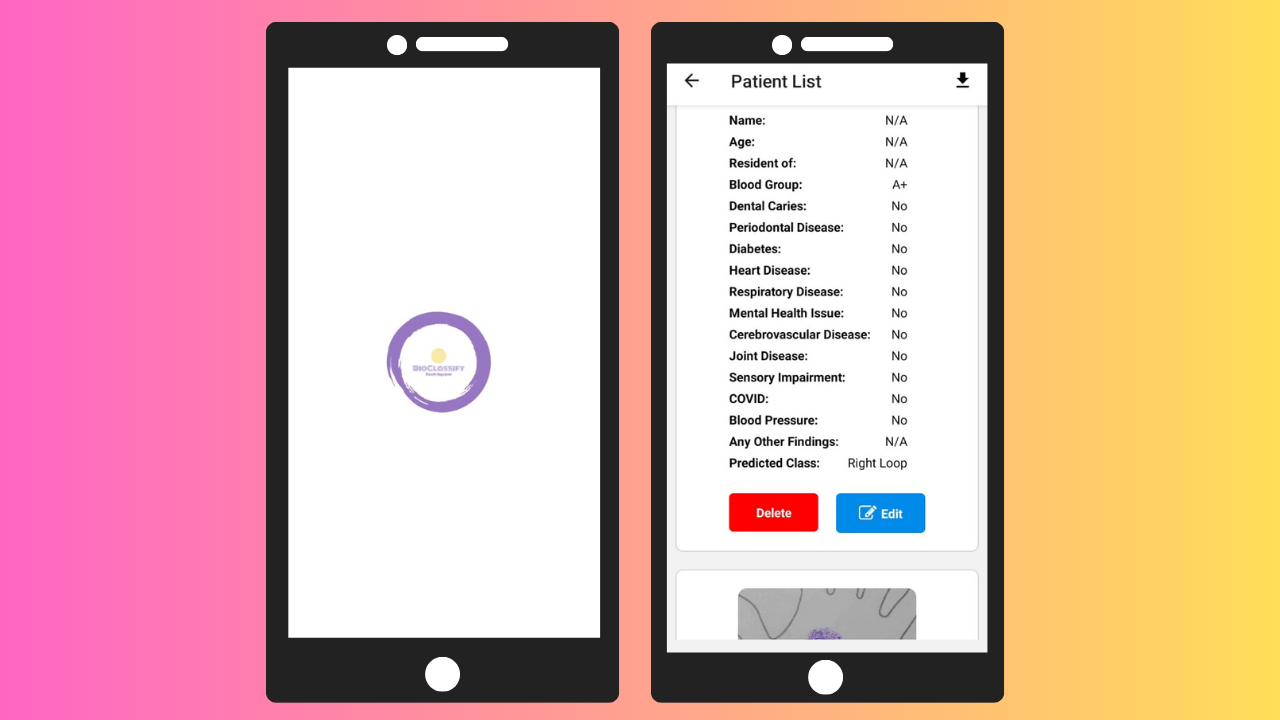 BIOCLASSIFY
Patient List
Name: N/A
Age: N/A
Resident of: N/A
Blood Group: A+
Dental Caries: No
Periodontal Disease: No
Diabetes: No
Heart Disease: No
Respiratory Disease: No
Mental Health Issue: No
Cerebrovascular Disease: No
Joint Disease: No
Sensory Impairment: No
COVID: No
Blood Pressure: No
Any Other Findings: N/A
Predicted Class: Right Loop
Delete
Edit